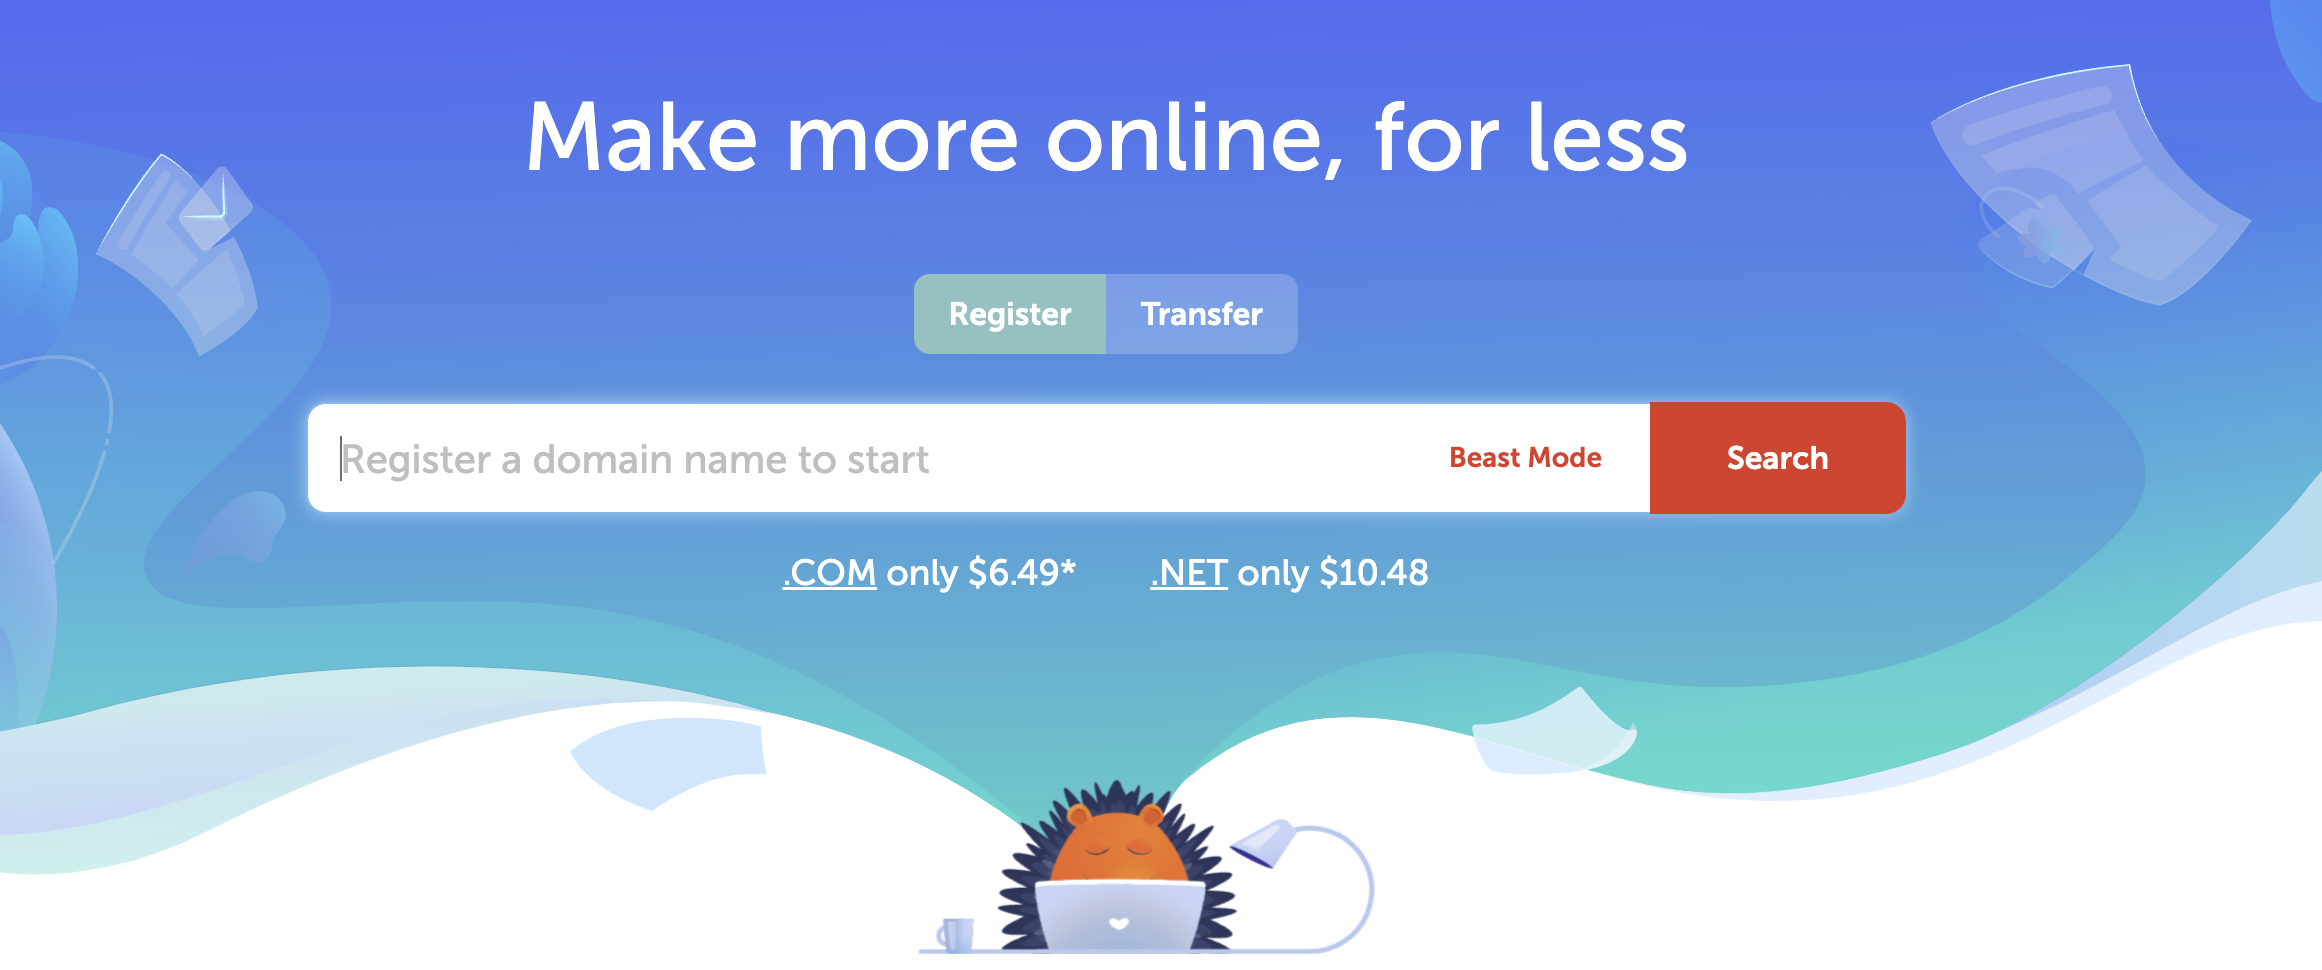 Make more online, for less
Register Transfer
Register a domain name to start Beast Mode Search
.COM only $6.49* .NET only $10.48